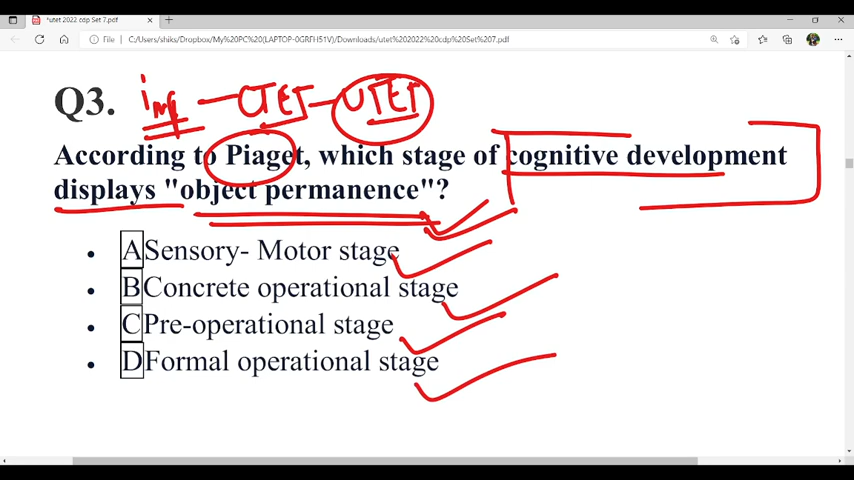 *utet 2022 cdp Set 7.pdf
File | C:/Users/shiks/Dropbox/My%20PC%20(LAPTOP-0GRFH51V)/Downloads/utet%202022%20cdp%20Set%207.pdf
Q3. imp - CTET - UTET
According to Piaget, which stage of cognitive development
displays "object permanence"?
• A Sensory- Motor stage
• B Concrete operational stage
• C Pre-operational stage
• D Formal operational stage